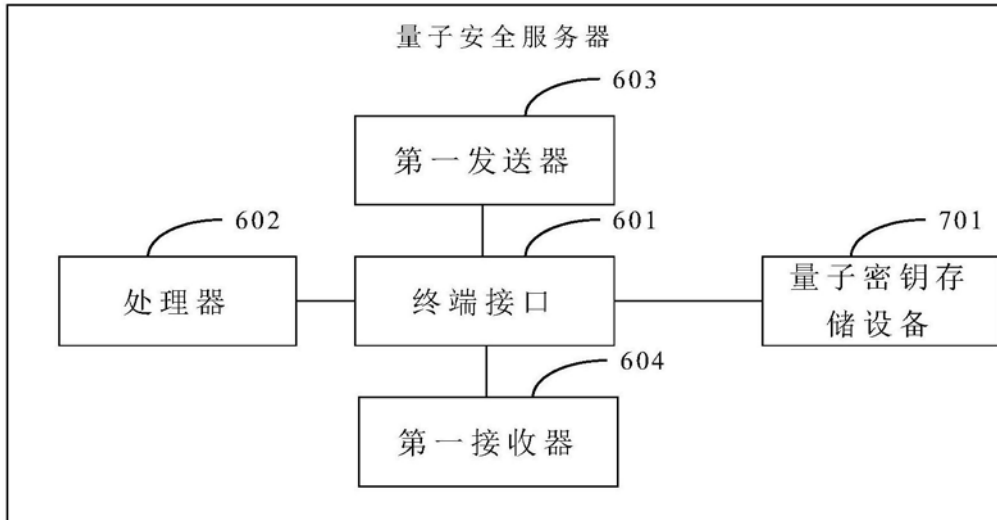 量子安全服务器
603
第一发送器
602
601
701
处理器
终端接口
量子密钥存
储设备
604
第一接收器